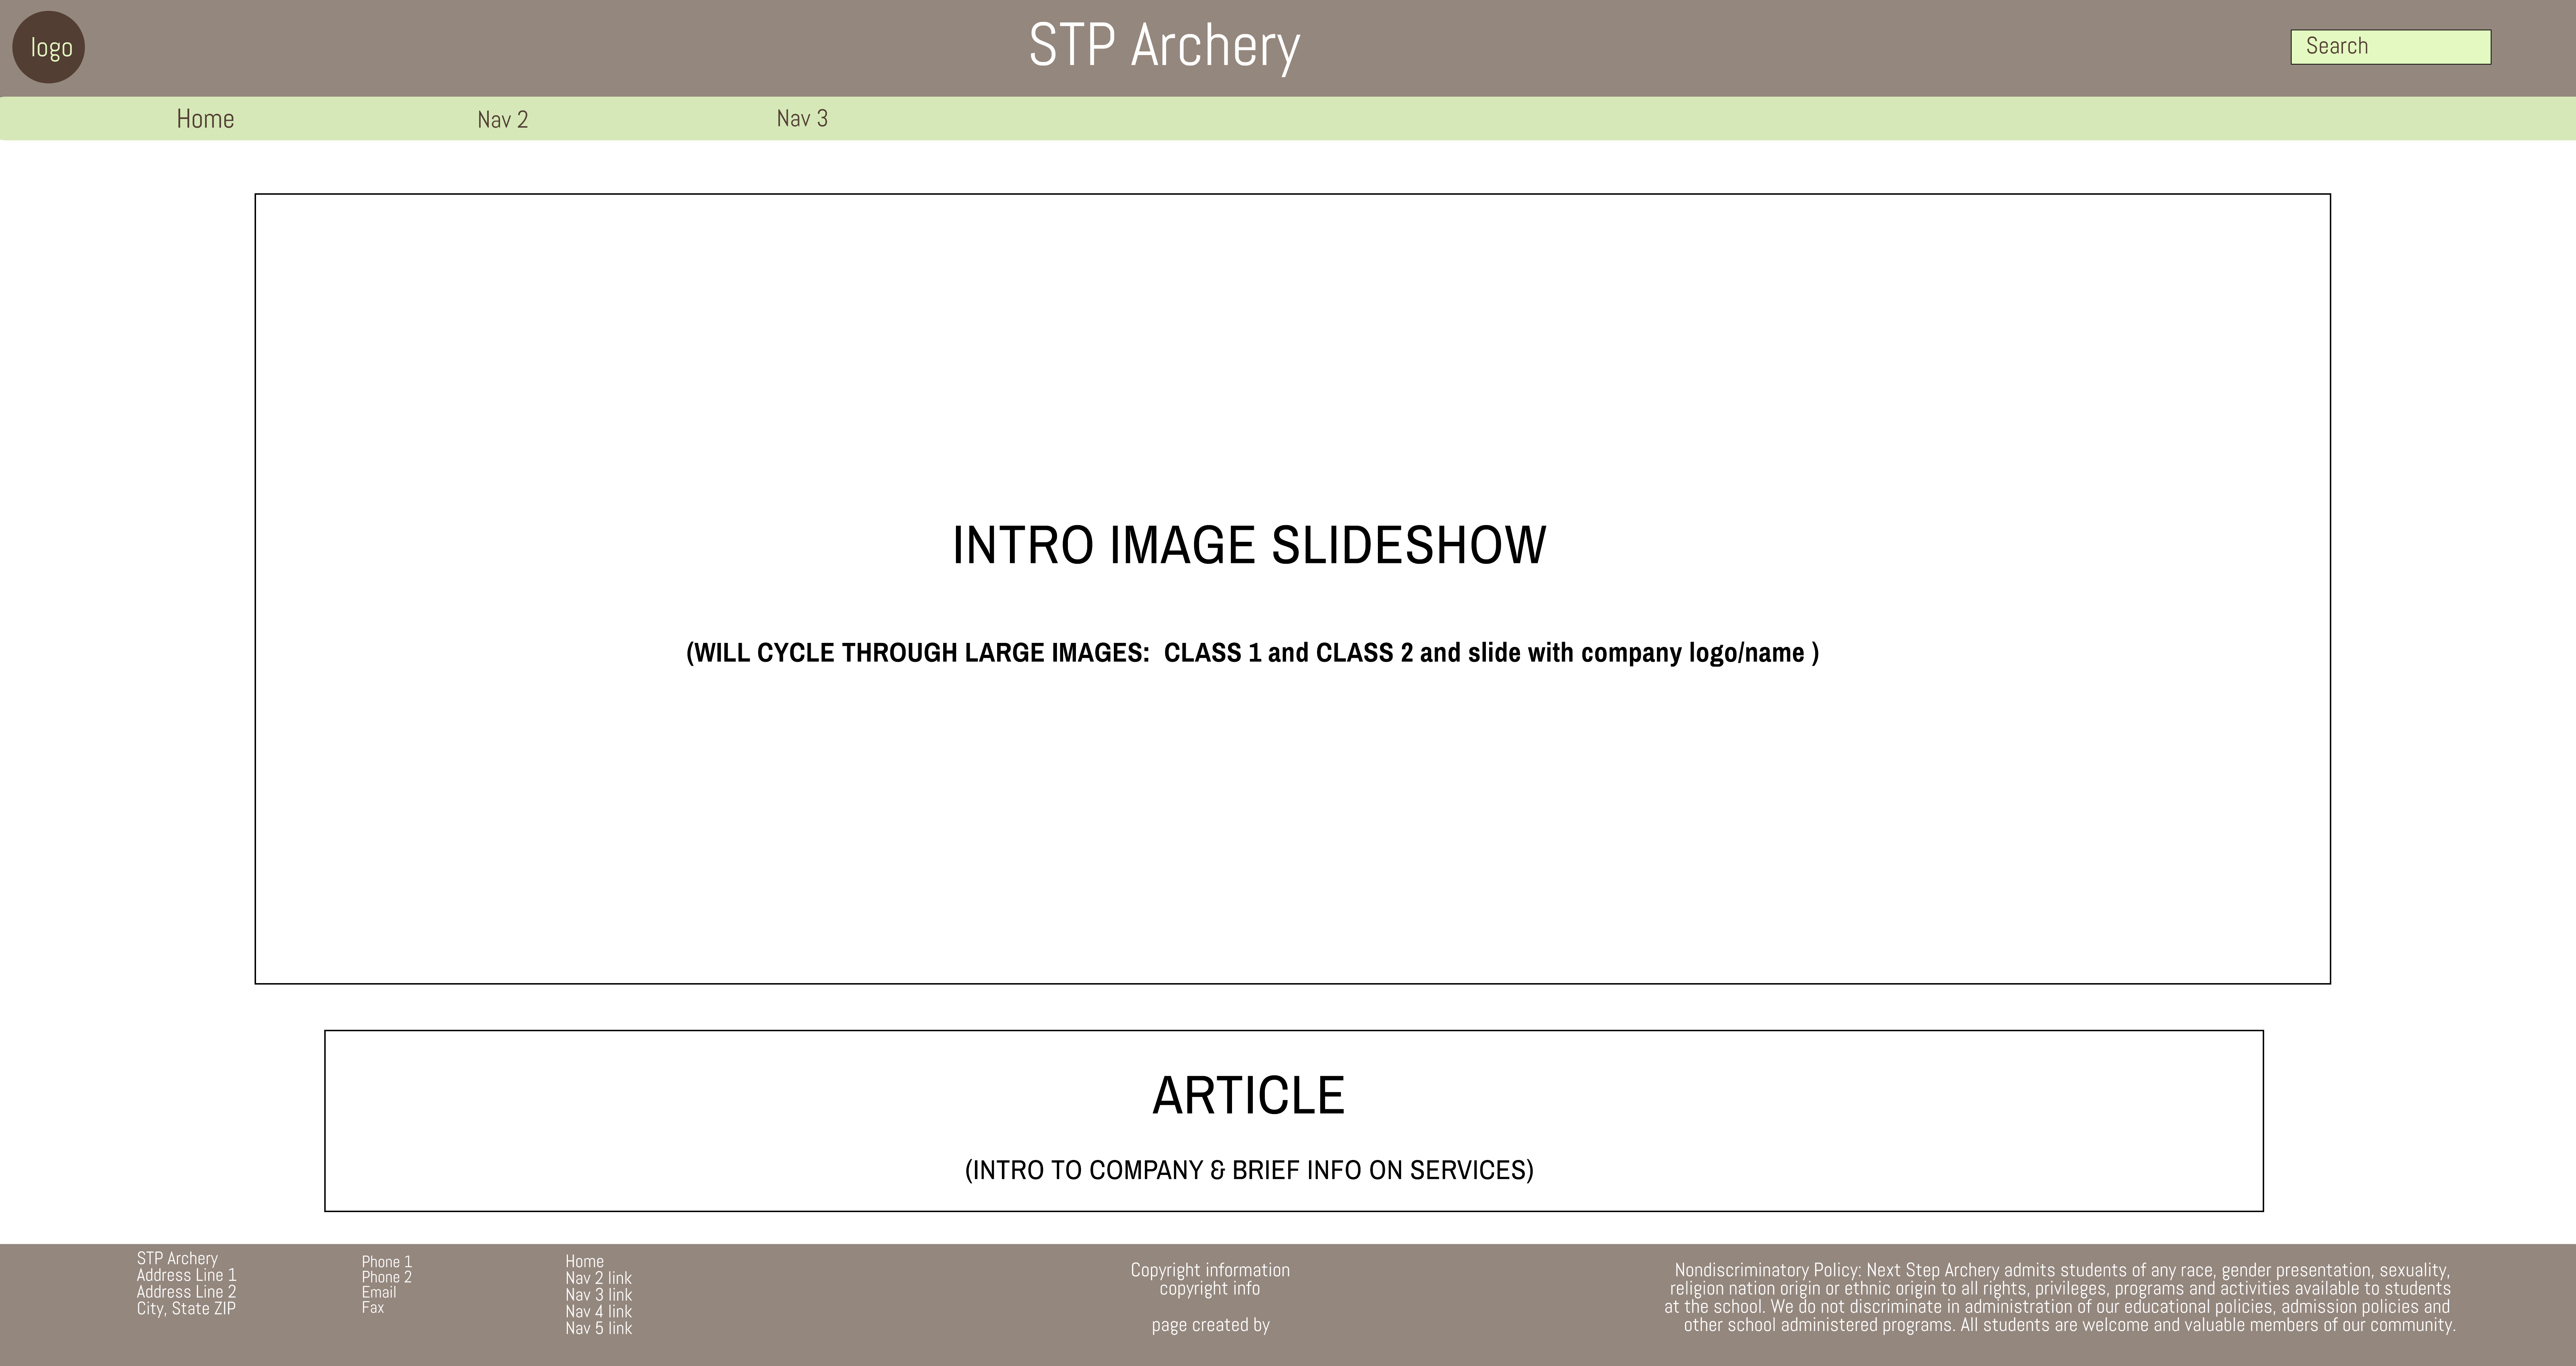 logo
STP Archery
Search
Home
Nav 2
Nav 3
INTRO IMAGE SLIDESHOW
(WILL CYCLE THROUGH LARGE IMAGES:  CLASS 1 and CLASS 2 and slide with company logo/name )
ARTICLE
(INTRO TO COMPANY & BRIEF INFO ON SERVICES)
STP Archery
Address Line 1
Address Line 2
City, State ZIP
Phone 1
Phone 2
Email
Fax
Home
Nav 2 link
Nav 3 link
Nav 4 link
Nav 5 link
Copyright information
copyright info
page created by
Nondiscriminatory Policy: Next Step Archery admits students of any race, gender presentation, sexuality,
religion nation origin or ethnic origin to all rights, privileges, programs and activities available to students
at the school. We do not discriminate in administration of our educational policies, admission policies and
other school administered programs. All students are welcome and valuable members of our community.